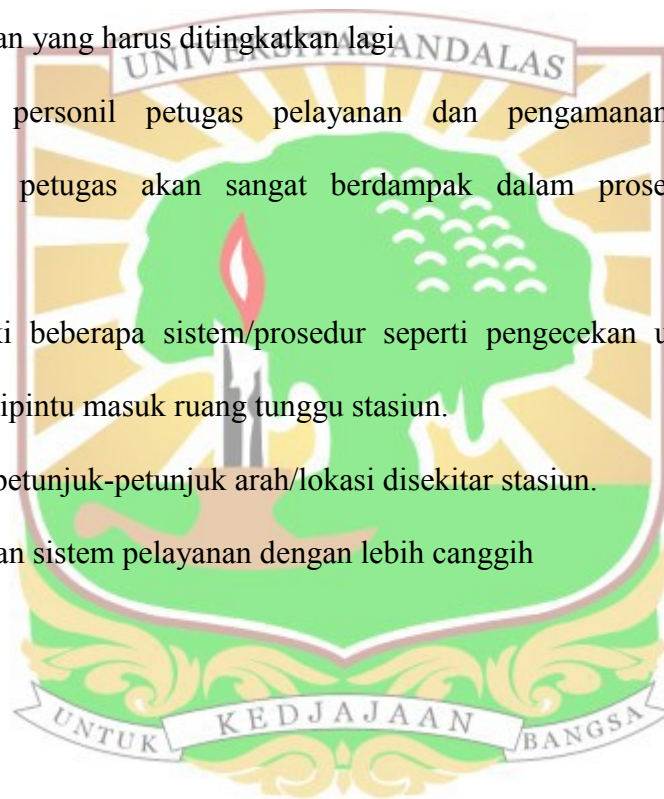 an yang harus ditingkatkan lagi
UNIVERSITAS ANDALAS
personil petugas pelayanan dan pengamanan
petugas akan sangat berdampak dalam prose
ki beberapa sistem/prosedur seperti pengecekan u
ipintu masuk ruang tunggu stasiun.
petunjuk-petunjuk arah/lokasi disekitar stasiun.
an sistem pelayanan dengan lebih canggih
UNTUK KEDJAJAAN BANGSA